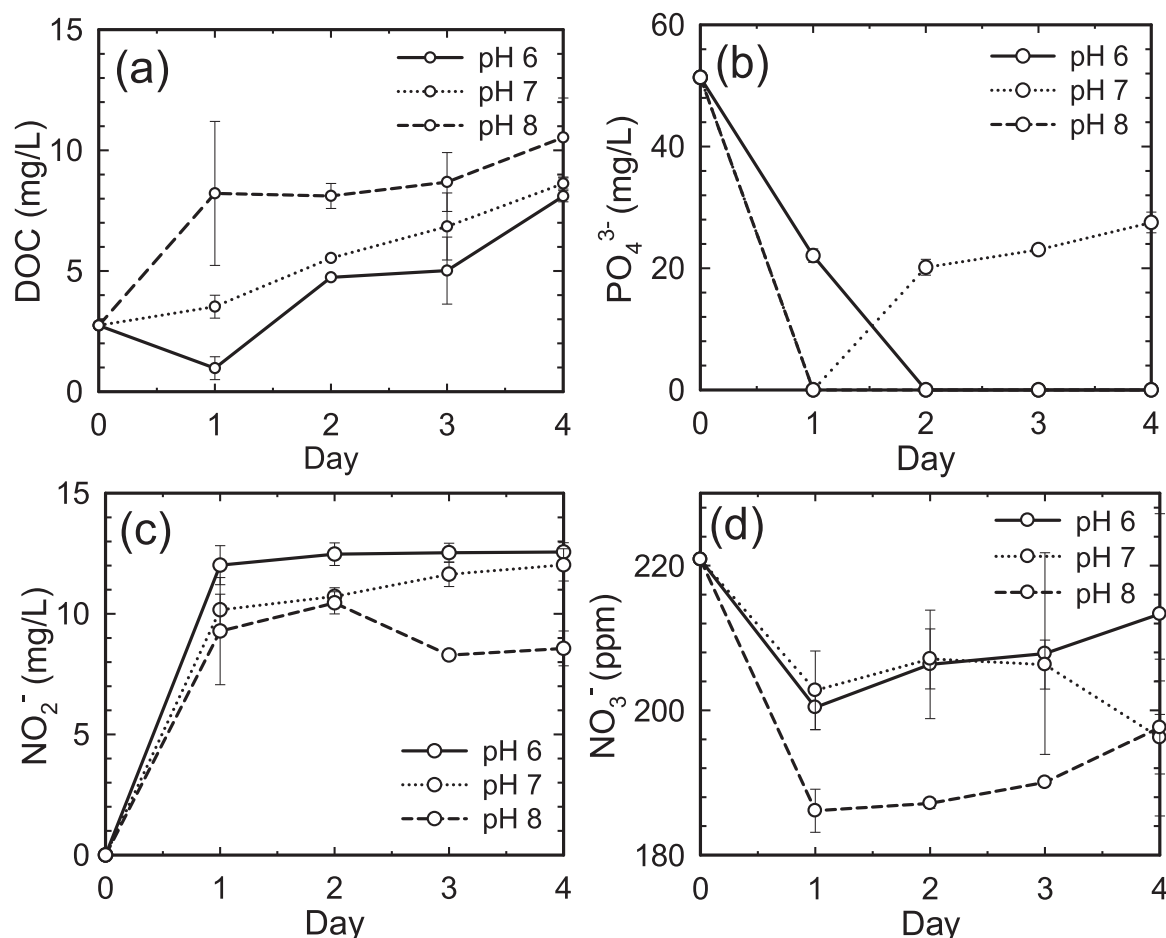 (a)
pH 6
pH 7
pH 8
15
10
5
0
DOC (mg/L)
0 1 2 3 4
Day
(b)
pH 6
pH 7
pH 8
60
40
20
0
PO₄³⁻ (mg/L)
0 1 2 3 4
Day
(c)
15
10
5
0
NO₂⁻ (mg/L)
pH 6
pH 7
pH 8
0 1 2 3 4
Day
(d)
pH 6
pH 7
pH 8
220
200
180
NO₃⁻ (ppm)
0 1 2 3 4
Day